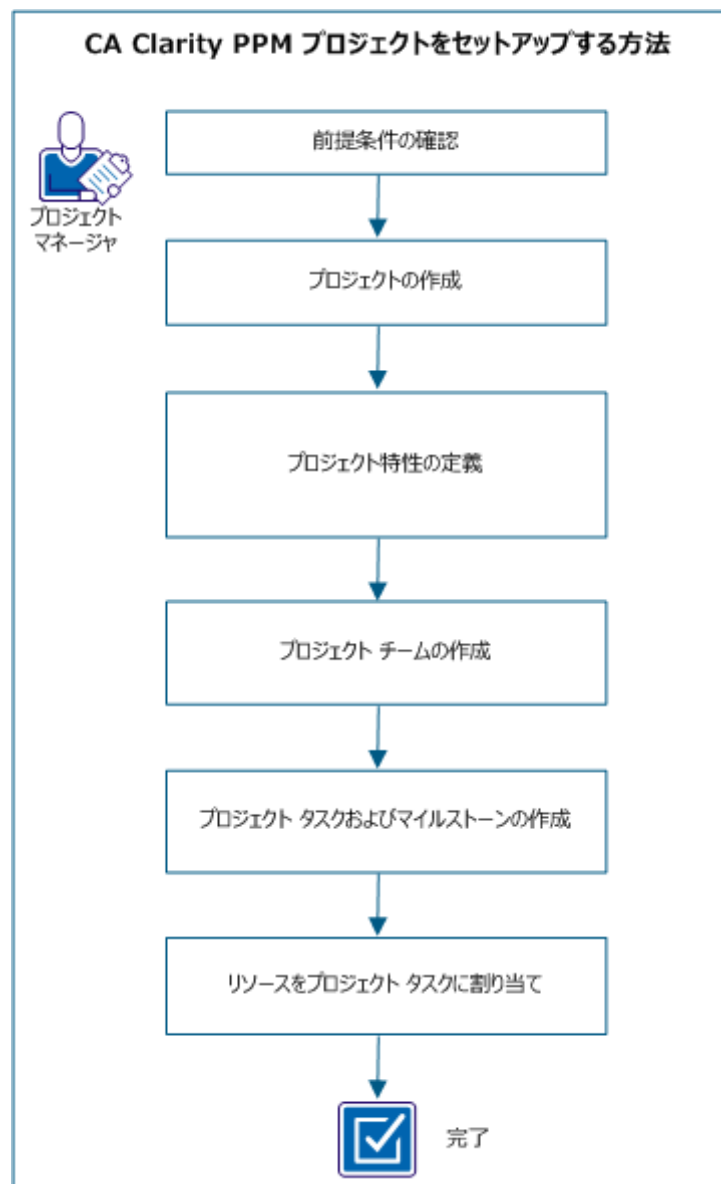 CA Clarity PPM プロジェクトをセットアップする方法
プロジェクト
マネージャ
前提条件の確認
プロジェクトの作成
プロジェクト特性の定義
プロジェクト チームの作成
プロジェクト タスクおよびマイルストーンの作成
リソースをプロジェクト タスクに割り当て
完了